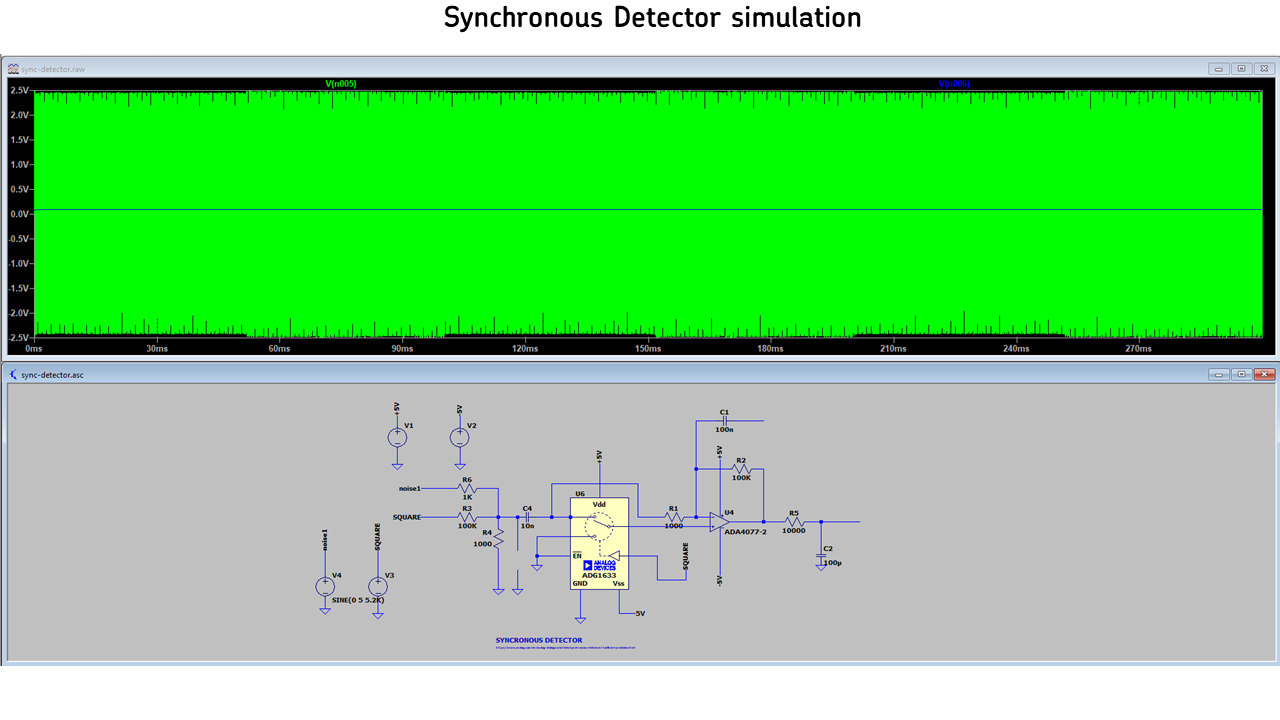 Synchronous Detector simulation
sync-detector.raw
V(n005)
V(n006)
2.5V
2.0V
1.5V
1.0V
0.5V
0.0V
-0.5V
-1.0V
-1.5V
-2.0V
-2.5V
0ms 30ms 60ms 90ms 120ms 150ms 180ms 210ms 240ms 270ms
sync-detector.asc
+5V
V1
-5V
V2
C1
100n
+5V
R2
100K
+5V
noise1
R6
1K
U6
Vdd
SQUARE
R3
100K
C4
10n
R1
1000
U4
ADA4077-2
R5
10000
R4
1000
noise1
SQUARE
EN
ANALOG
DEVICES
ADG1633
GND
Vss
SQUARE
-5V
C2
100µ
V4
SINE(0 5 5.2K)
V3
-5V
SYNCRONOUS DETECTOR